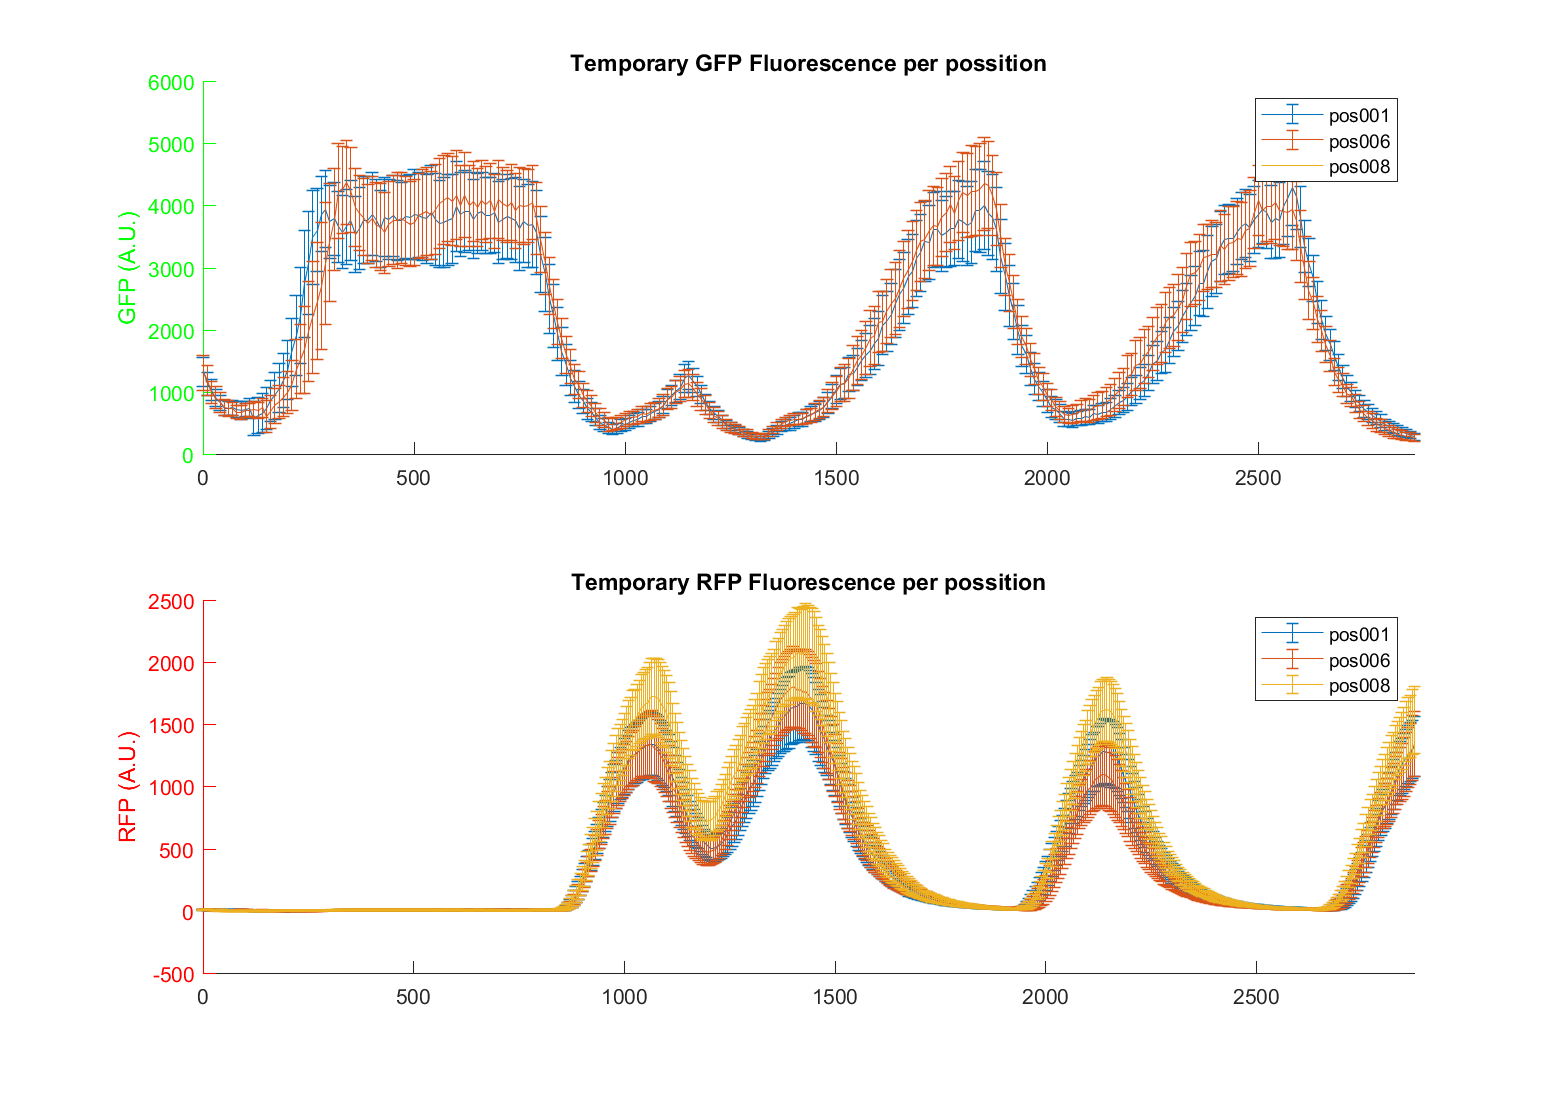 Temporary GFP Fluorescence per possition
6000
5000
4000
3000
2000
1000
0
GFP (A.U.)
0 500 1000 1500 2000 2500
pos001
pos006
pos008
Temporary RFP Fluorescence per possition
2500
2000
1500
1000
500
0
-500
RFP (A.U.)
0 500 1000 1500 2000 2500
pos001
pos006
pos008